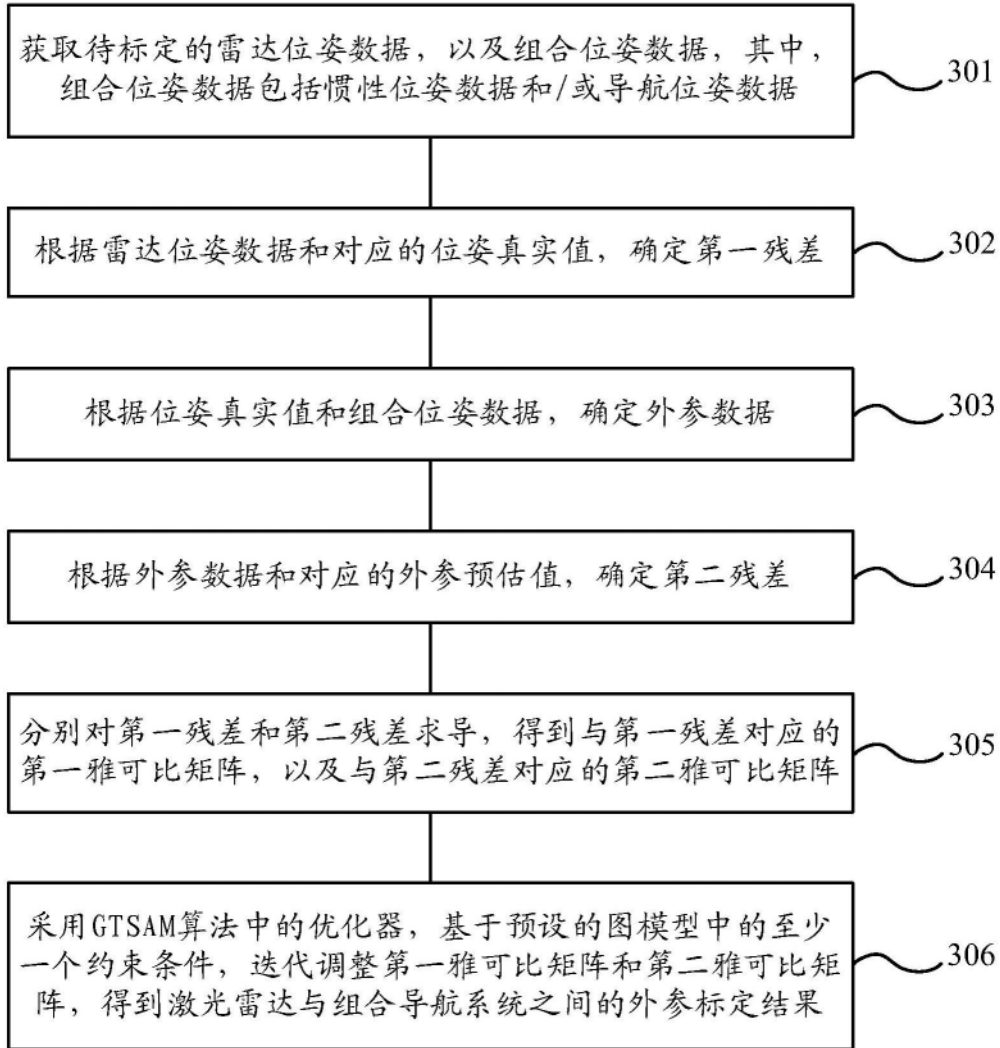 获取待标定的雷达位姿数据，以及组合位姿数据，其中，
组合位姿数据包括惯性位姿数据和/或导航位姿数据
301
根据雷达位姿数据和对应的位姿真实值，确定第一残差
302
根据位姿真实值和组合位姿数据，确定外参数据
303
根据外参数据和对应的外参预估值，确定第二残差
304
分别对第一残差和第二残差求导，得到与第一残差对应的
第一雅可比矩阵，以及与第二残差对应的第二雅可比矩阵
305
采用GTSAM算法中的优化器，基于预设的图模型中的至少
一个约束条件，迭代调整第一雅可比矩阵和第二雅可比矩
阵，得到激光雷达与组合导航系统之间的外参标定结果
306